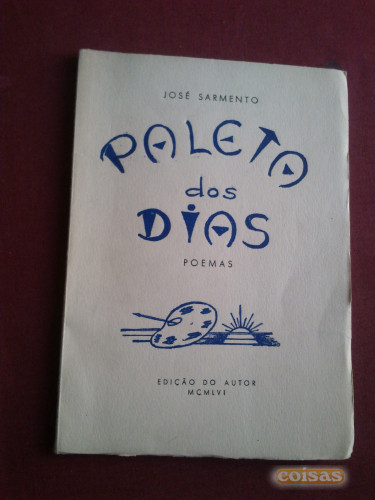 JOSÉ SARMENTO
PALETA
dos
DIAS
POEMAS
EDIÇÃO DO AUTOR
MCMLVI
coisas